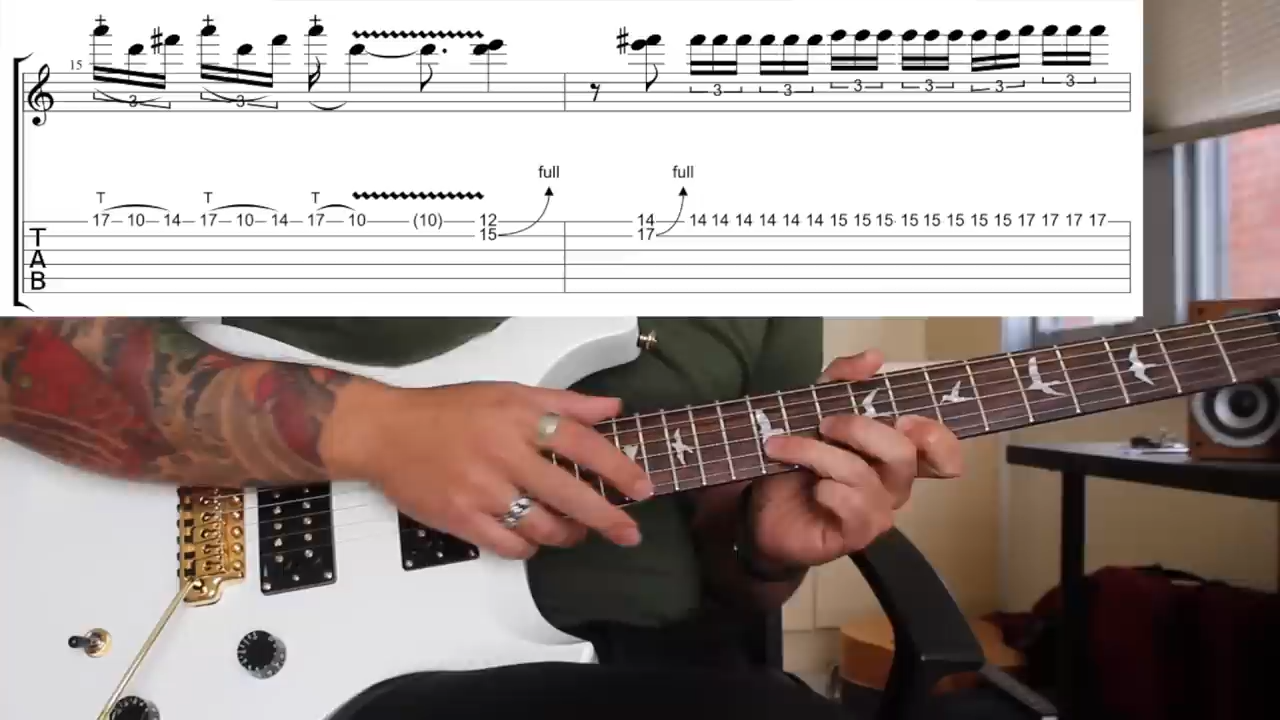 15
3 3
3 3 3 3 3 3
full full
T T T
17 10 14 17 10 14 17 10 (10) 12 14 14 14 14 14 14 14 15 15 15 15 15 15 15 15 17 17 17 17
T 15 17
A
B